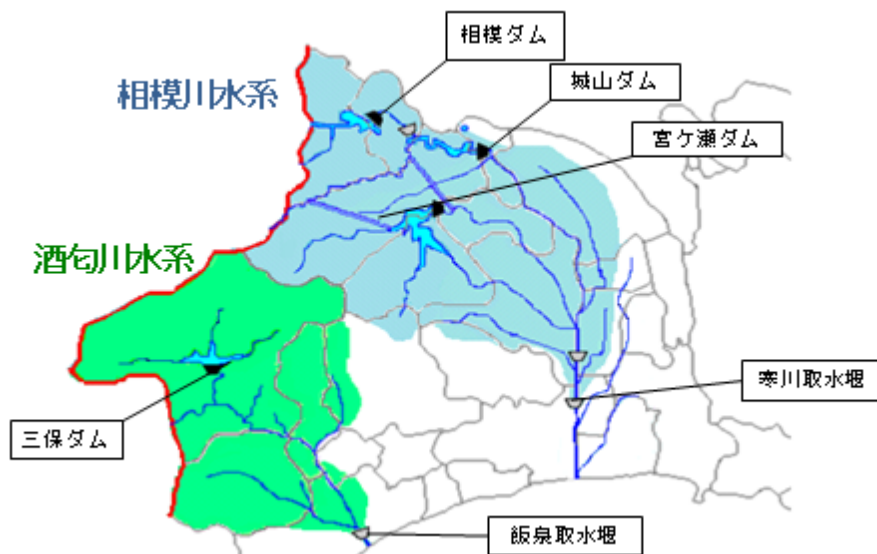 相模ダム
城山ダム
相模川水系
宮ケ瀬ダム
酒匂川水系
寒川取水堰
三保ダム
飯泉取水堰